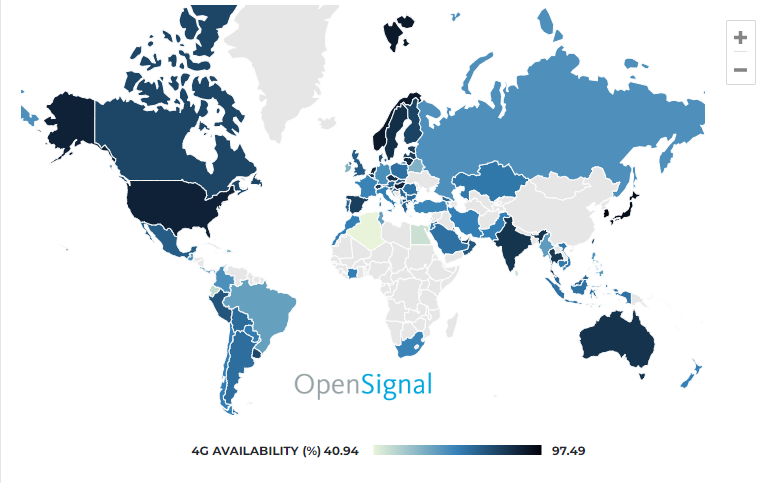 +
−
OpenSignal
4G AVAILABILITY (%) 40.94 97.49